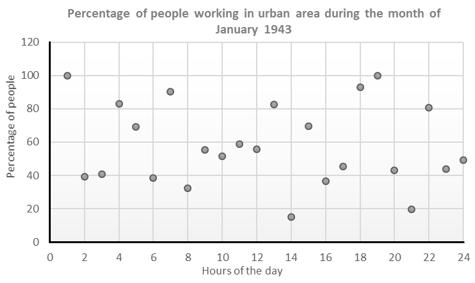 Percentage of people working in urban area during the month of
January 1943
120
100
80
60
40
20
0
Percentage of people
0 2 4 6 8 10 12 14 16 18 20 22 24
Hours of the day